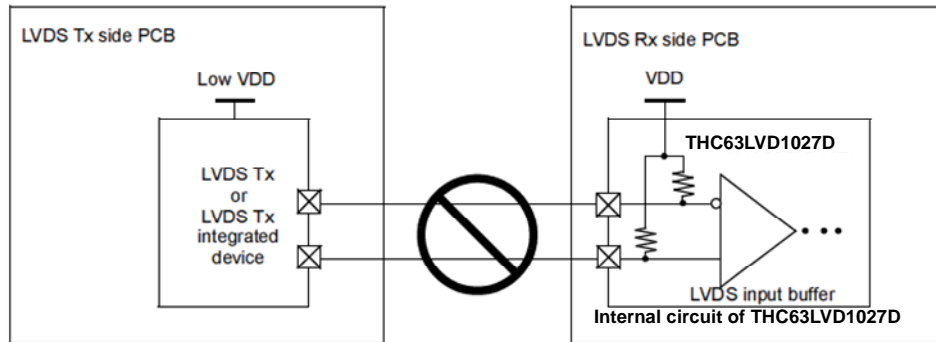 LVDS Tx side PCB
Low VDD
LVDS Tx
or
LVDS Tx
integrated
device
LVDS Rx side PCB
VDD
THC63LVD1027D
LVDS input buffer
Internal circuit of THC63LVD1027D